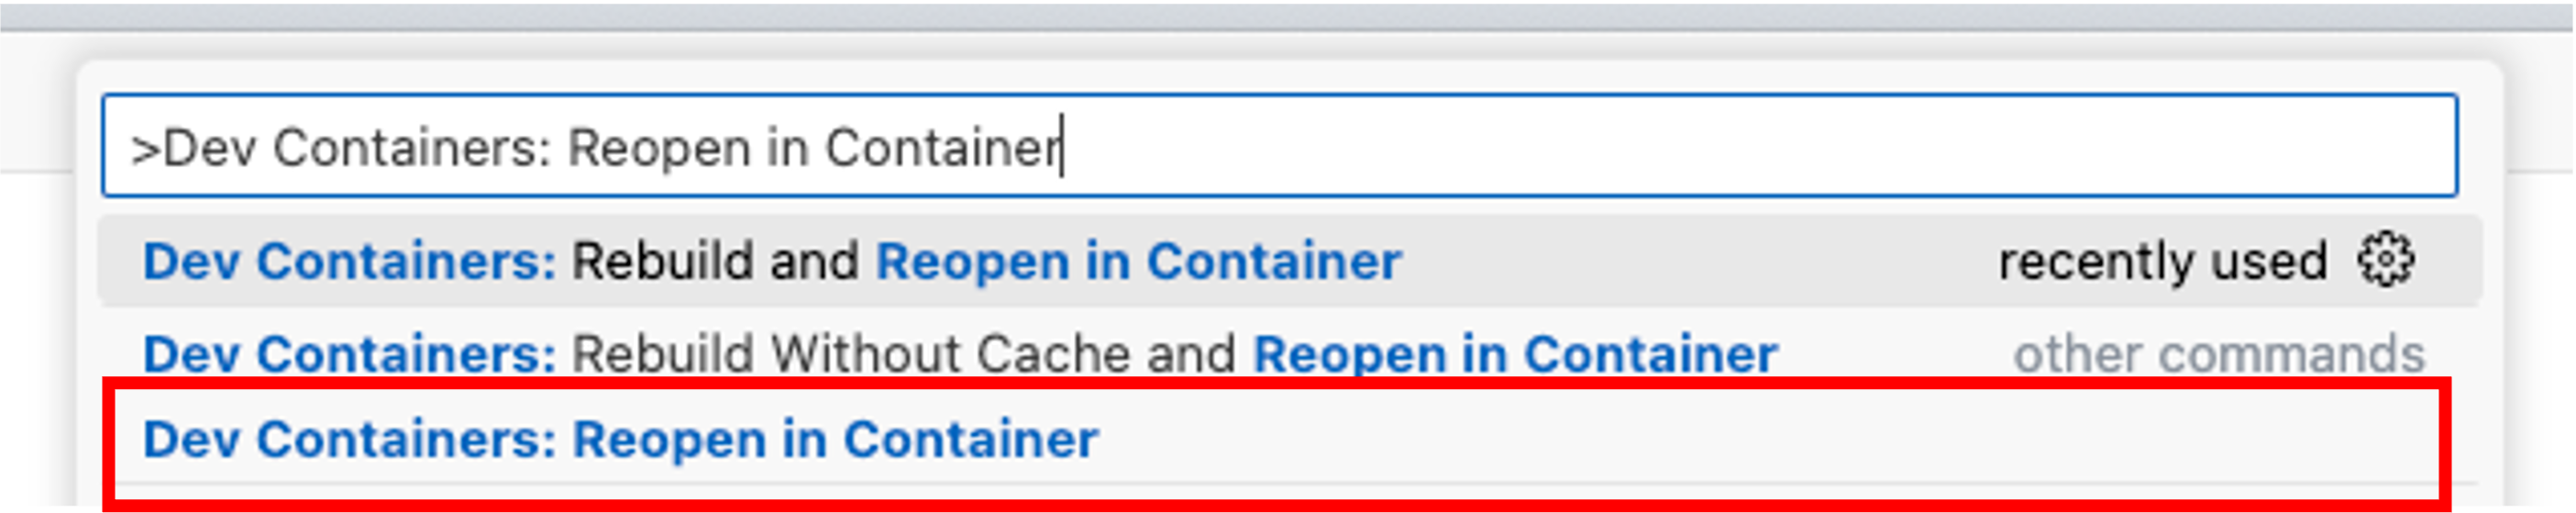 >Dev Containers: Reopen in Container
Dev Containers: Rebuild and Reopen in Container recently used
Dev Containers: Rebuild Without Cache and Reopen in Container other commands
Dev Containers: Reopen in Container